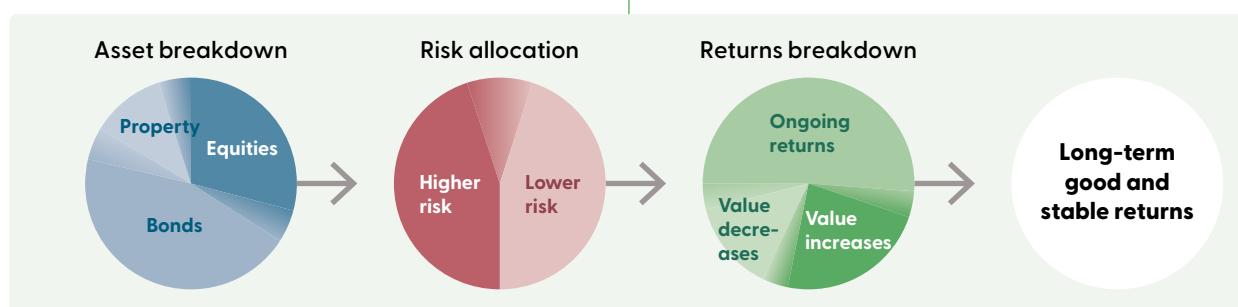 Asset breakdown
Risk allocation
Returns breakdown
Property
Equities
Bonds
Higher
risk
Lower
risk
Ongoing
returns
Value
decre-
ases
Value
increases
Long-term
good and
stable returns